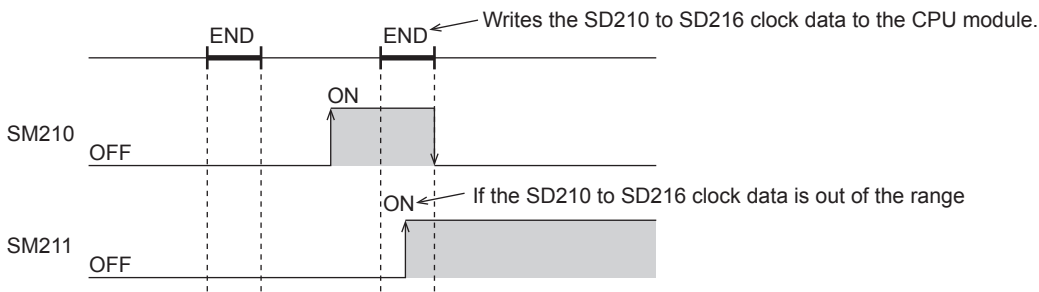 Writes the SD210 to SD216 clock data to the CPU module.
END
END
ON
SM210
OFF
If the SD210 to SD216 clock data is out of the range
ON
SM211
OFF